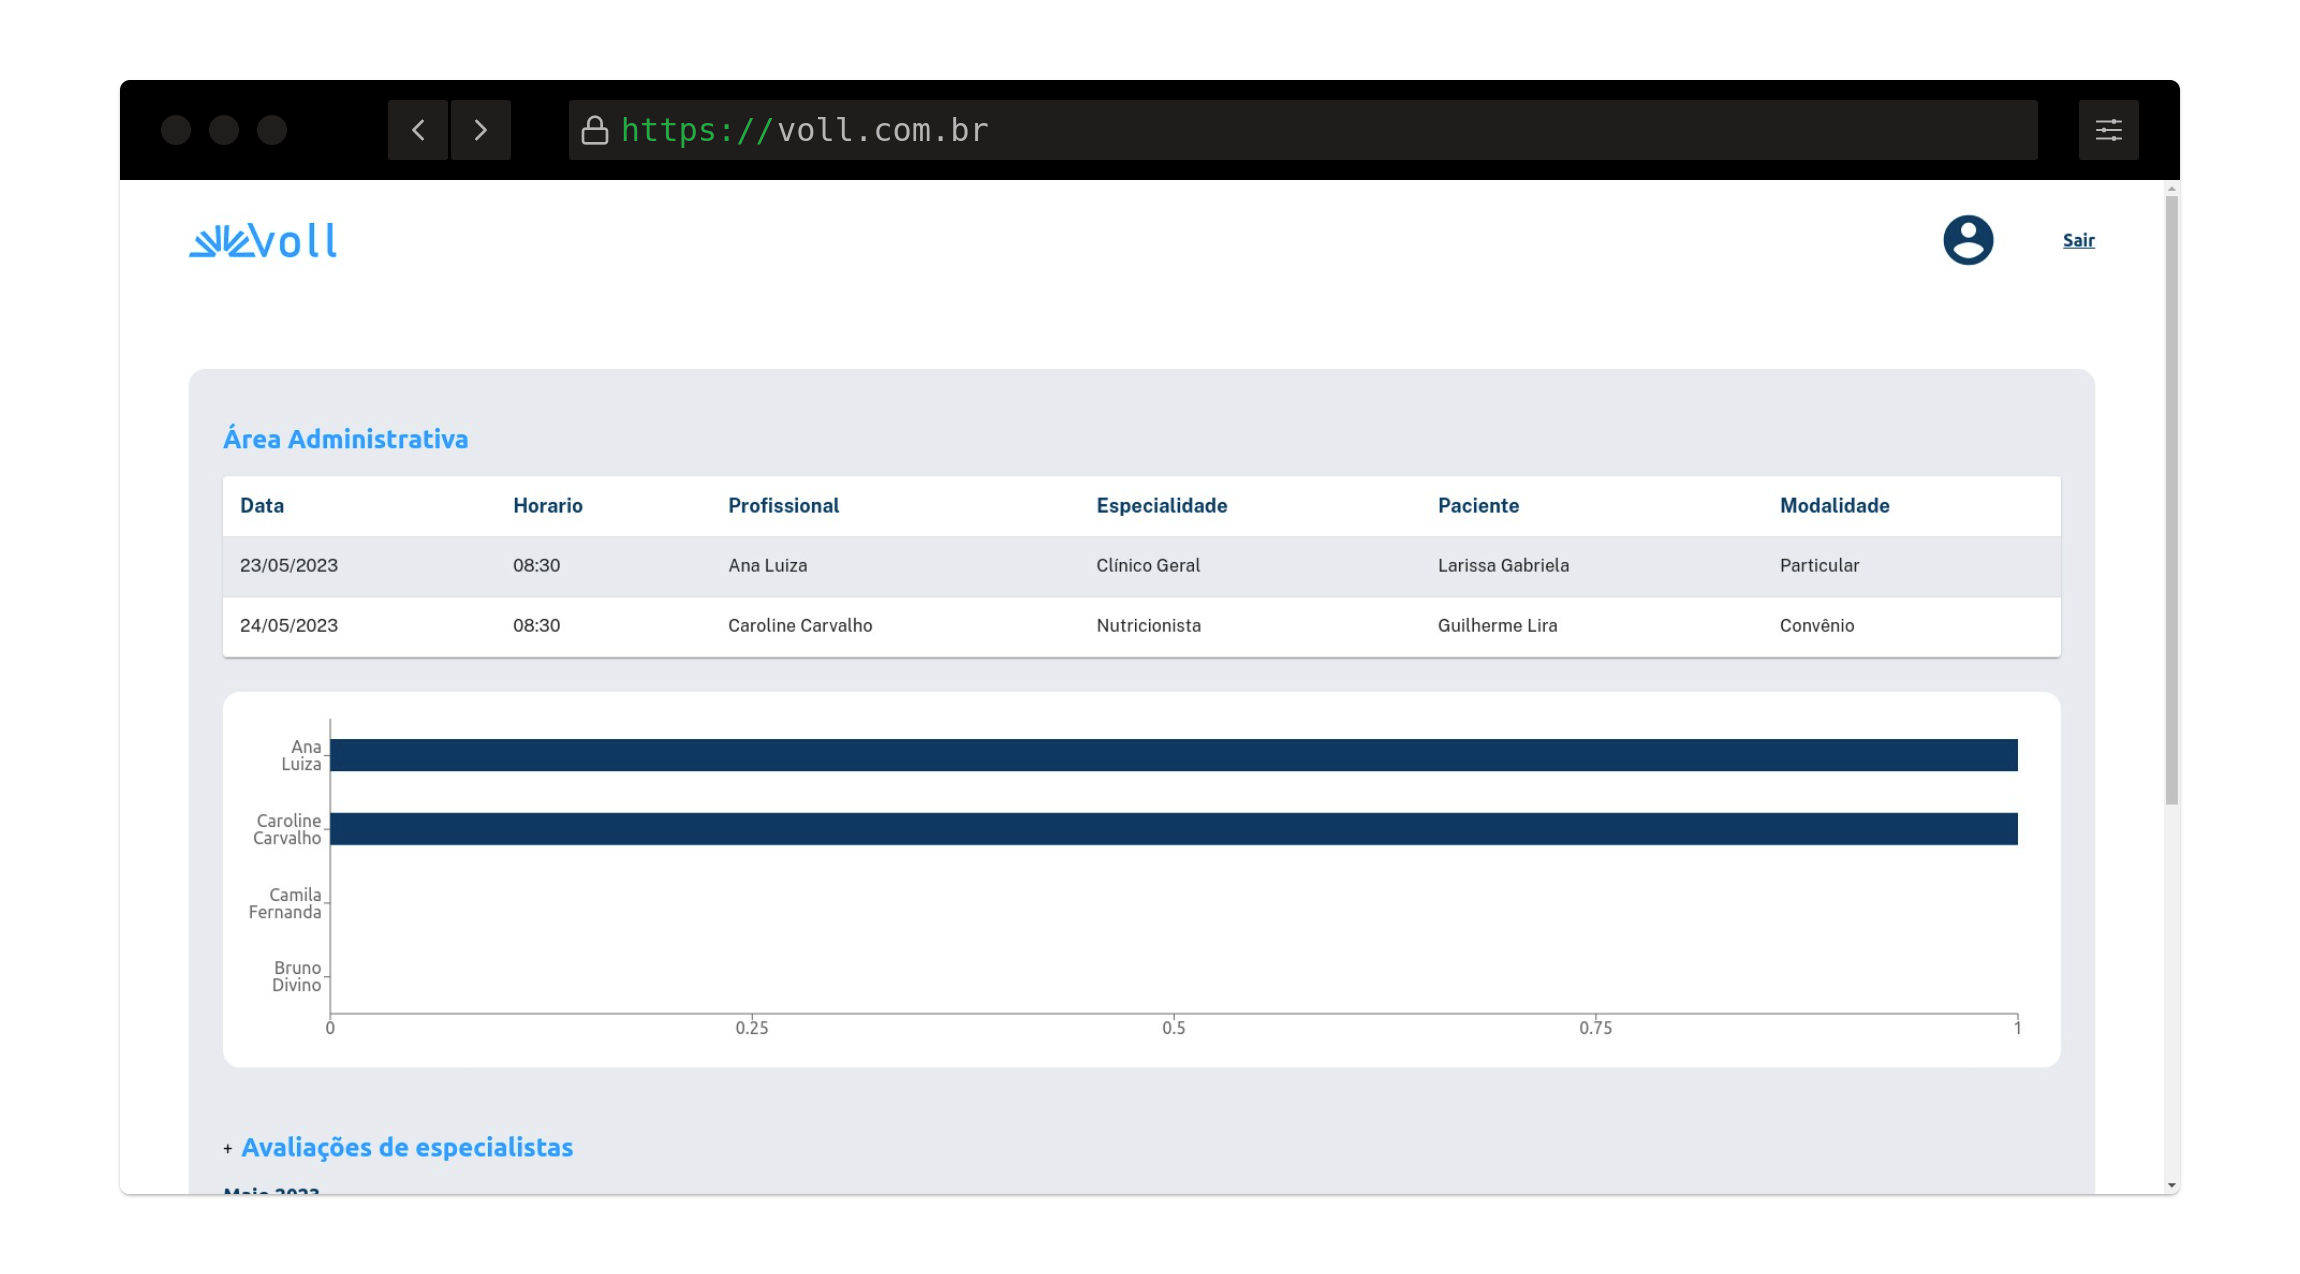 https://voll.com.br
Voll
Sair
Área Administrativa
Data Horario Profissional Especialidade Paciente Modalidade
23/05/2023 08:30 Ana Luiza Clínico Geral Larissa Gabriela Particular
24/05/2023 08:30 Caroline Carvalho Nutricionista Guilherme Lira Convênio
Ana
Luiza
Caroline
Carvalho
Camila
Fernanda
Bruno
Divino
0 0.25 0.5 0.75 1
+ Avaliações de especialistas
Maio 2023